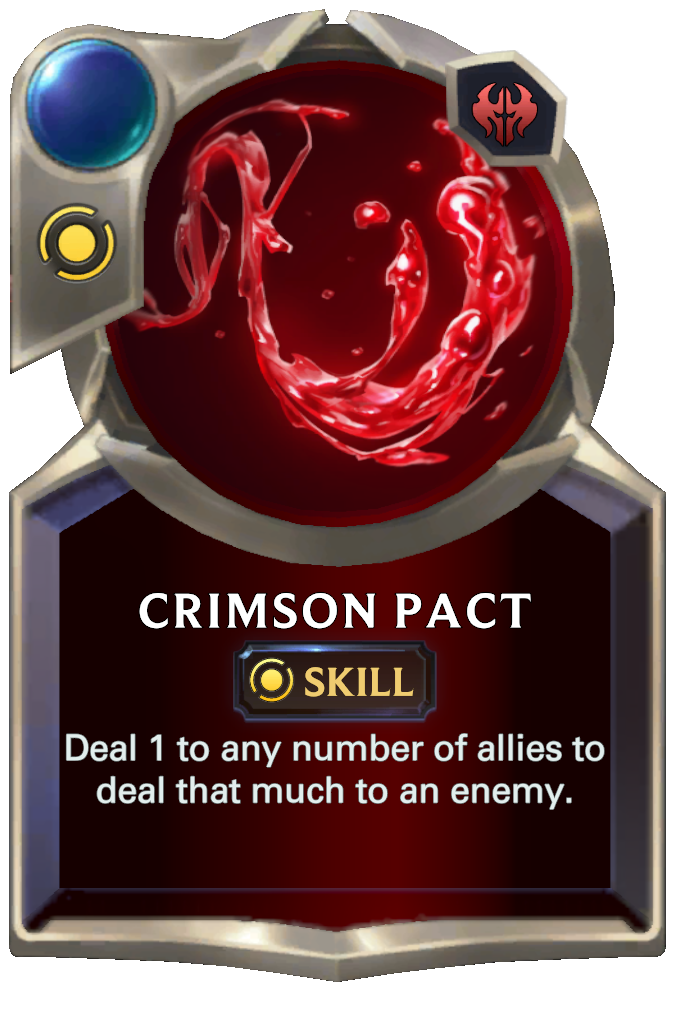 CRIMSON PACT
SKILL
Deal 1 to any number of allies to
deal that much to an enemy.